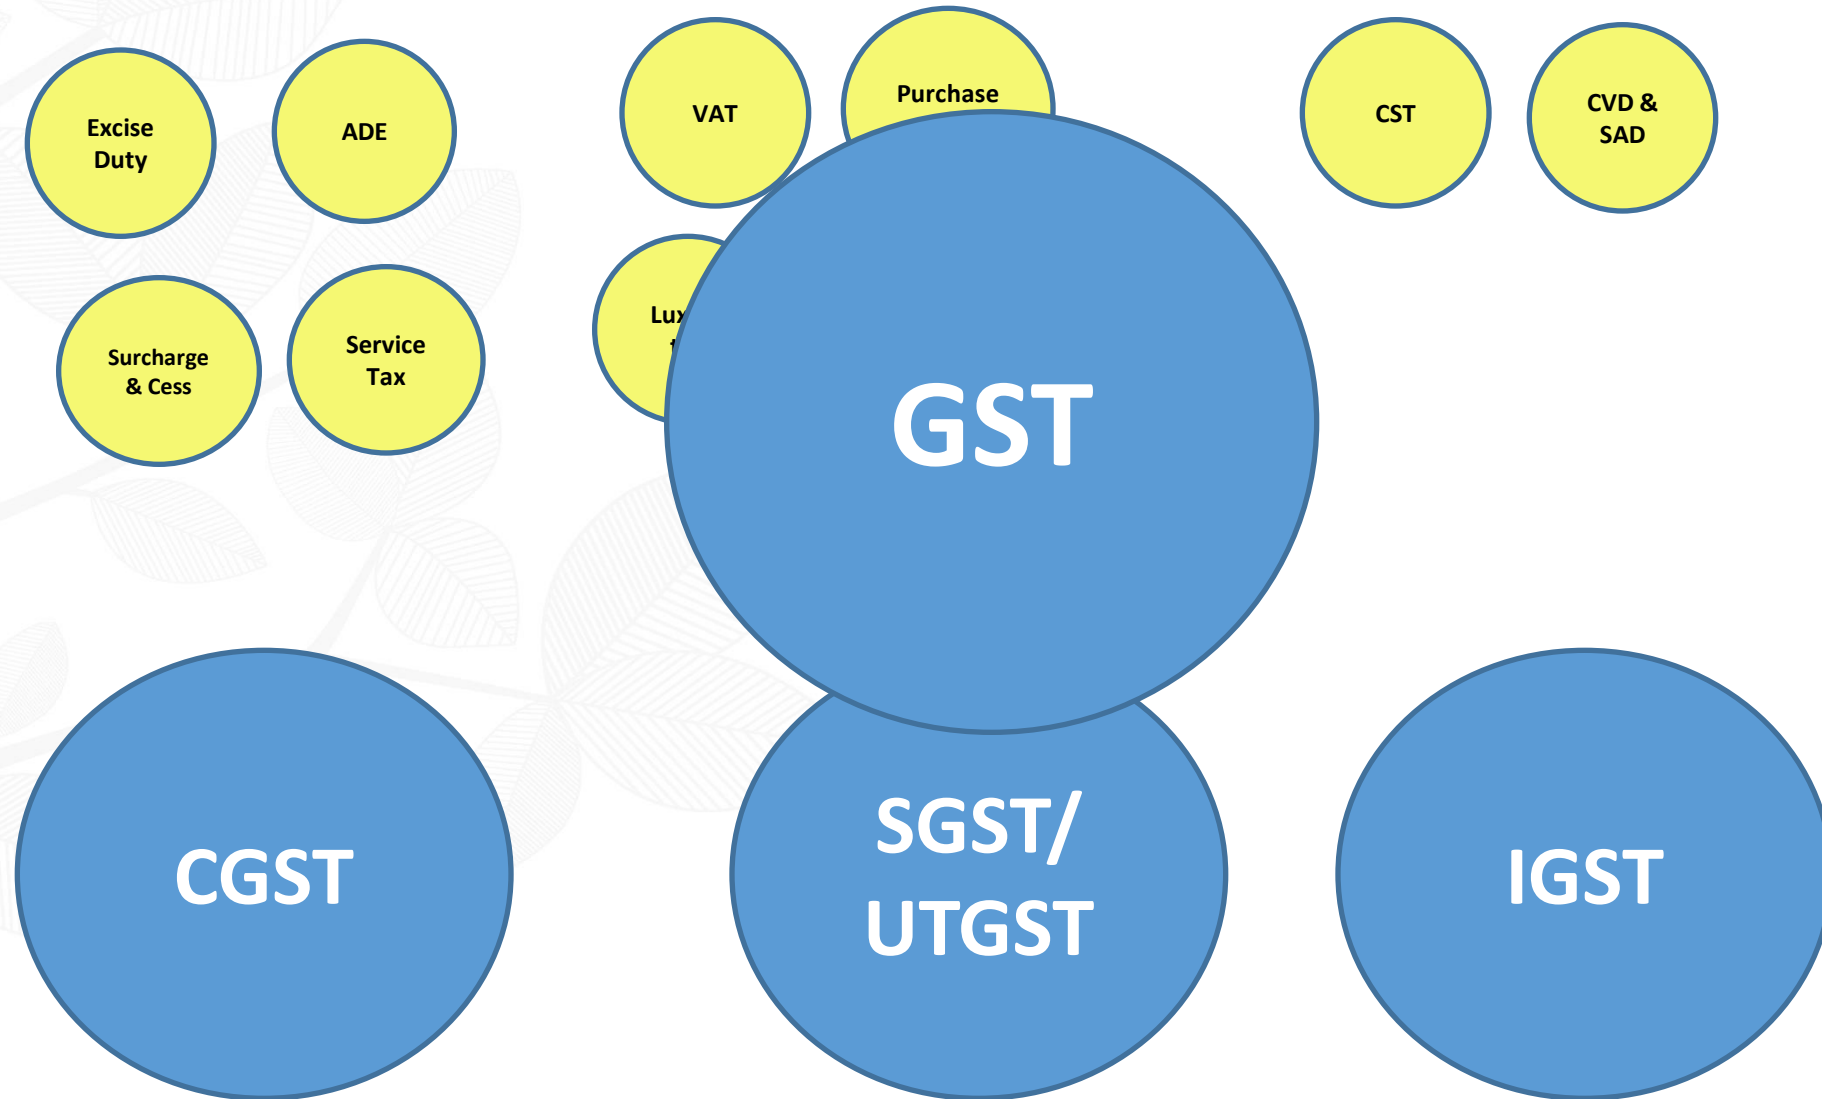 Excise
Duty
ADE
VAT
Purchase
CST
CVD &
SAD
Surcharge
& Cess
Service
Tax
GST
CGST
SGST/
UTGST
IGST